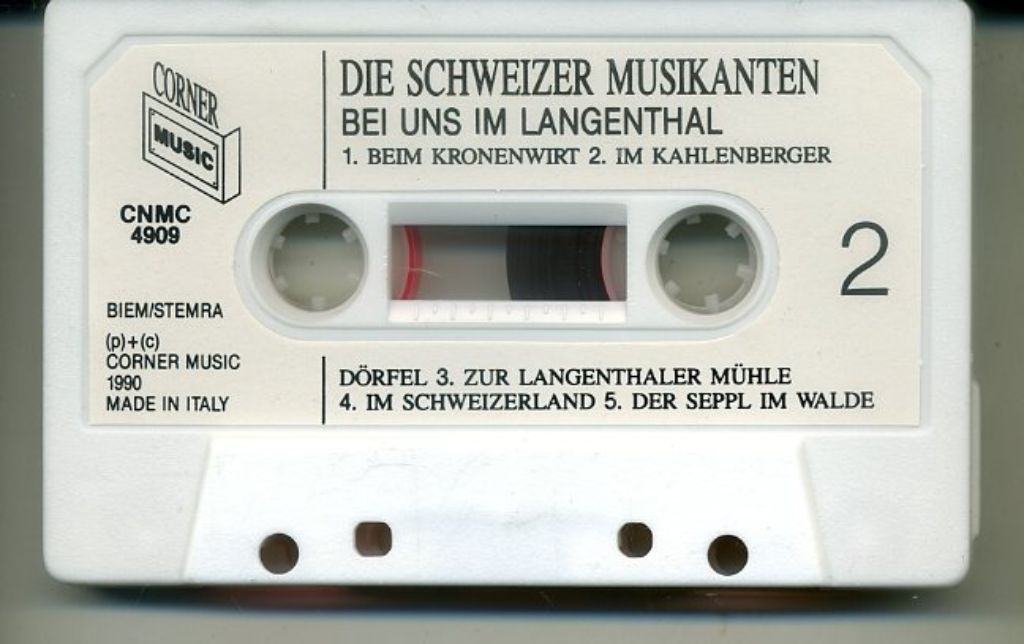 CORNER
MUSIC
CNMC
4909
BIEM/STEMRA
(p)+(c)
CORNER MUSIC
1990
MADE IN ITALY
DIE SCHWEIZER MUSIKANTEN
BEI UNS IM LANGENTHAL
1. BEIM KRONENWIRT 2. IM KAHLENBERGER
2
DÖRFEL 3. ZUR LANGENTHALER MÜHLE
4. IM SCHWEIZERLAND 5. DER SEPPL IM WALDE